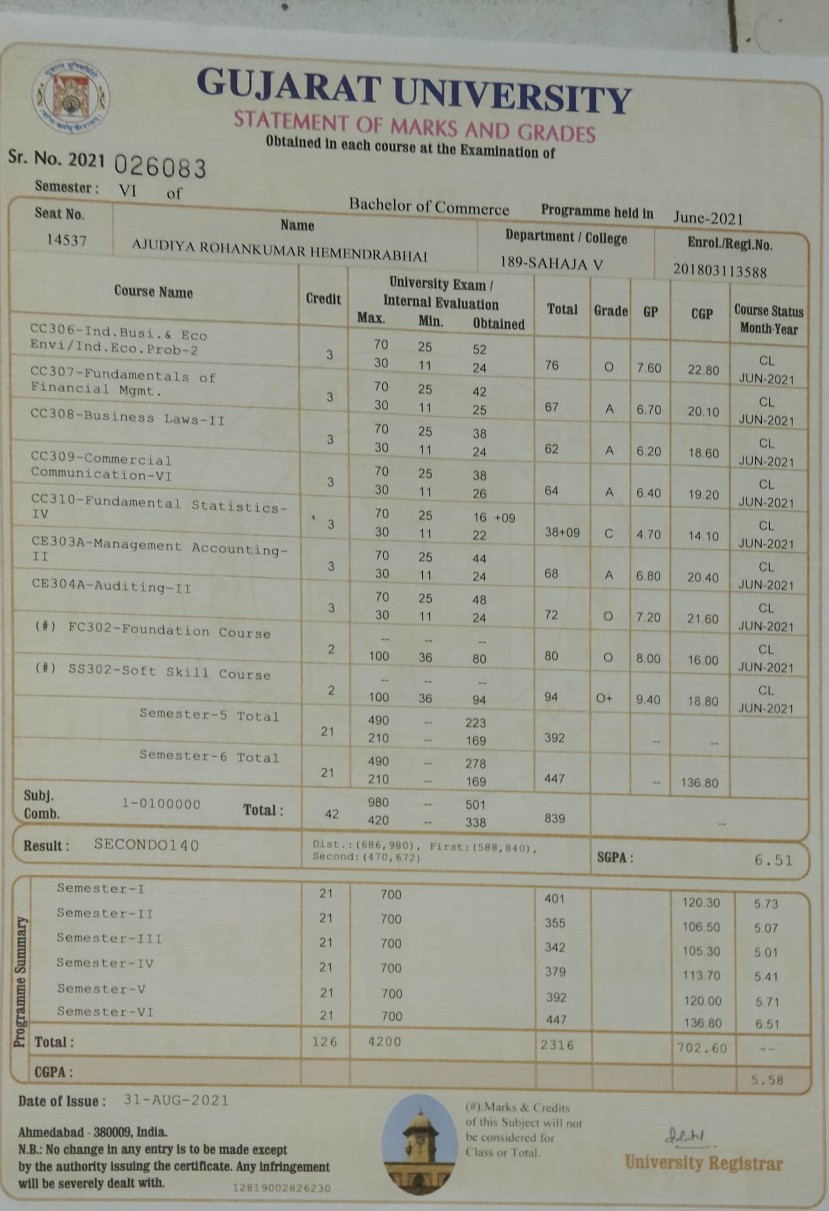 GUJARAT UNIVERSITY
STATEMENT OF MARKS AND GRADES
Obtained in each course at the Examination of
Sr. No. 2021 026083
Semester : VI of Bachelor of Commerce Programme held in June-2021
Seat No. Name Department / College Enrol./Regi.No.
14537 AJUDIYA ROHANKUMAR HEMENDRABHAI 189-SAHAJA V 201803113588
Course Name Credit University Exam / Internal Evaluation Total Grade GP CGP Course Status Month-Year
Max. Min. Obtained
CC306-Ind.Busi.& Eco 70 25 52 CL
Envi/Ind.Eco.Prob-2 3 30 11 24 76 O 7.60 22.80 JUN-2021
CC307-Fundamentals of 70 25 42 CL
Financial Mgmt. 3 30 11 25 67 A 6.70 20.10 JUN-2021
CC308-Business Laws-II 70 25 38 CL
3 30 11 24 62 A 6.20 18.60 JUN-2021
CC309-Commercial 70 25 38 CL
Communication-VI 3 30 11 26 64 A 6.40 19.20 JUN-2021
CC310-Fundamental Statistics- 70 25 16 +09 CL
IV 3 30 11 22 38+09 C 4.70 14.10 JUN-2021
CE303A-Management Accounting- 70 25 44 CL
II 3 30 11 24 68 A 6.80 20.40 JUN-2021
CE304A-Auditing-II 70 25 48 CL
3 30 11 24 72 O 7.20 21.60 JUN-2021
(#) FC302-Foundation Course -- -- -- CL
2 100 36 80 80 O 8.00 16.00 JUN-2021
(#) SS302-Soft Skill Course -- -- -- CL
2 100 36 94 94 O+ 9.40 18.80 JUN-2021
Semester-5 Total 490 -- 223
21 210 -- 169 392 -- --
Semester-6 Total 490 -- 278
21 210 -- 169 447 -- 136.80
Subj. Comb. 1-0100000 Total : 980 -- 501
42 420 -- 338 839 --
Result : SECONDO140 Dist.:(686,980), First:(588,840),
Second:(470,672) SGPA : 6.51
Programme Summary
Semester-I 21 700 401 120.30 5.73
Semester-II 21 700 355 106.50 5.07
Semester-III 21 700 342 105.30 5.01
Semester-IV 21 700 379 113.70 5.41
Semester-V 21 700 392 120.00 5.71
Semester-VI 21 700 447 136.80 6.51
Total : 126 4200 2316 702.60 --
CGPA : 5.58
Date of Issue : 31-AUG-2021
Ahmedabad - 380009, India.
N.B.: No change in any entry is to be made except
by the authority issuing the certificate. Any infringement
will be severely dealt with. 12819002826230
(#):Marks & Credits
of this Subject will not
be considered for
Class or Total.
University Registrar